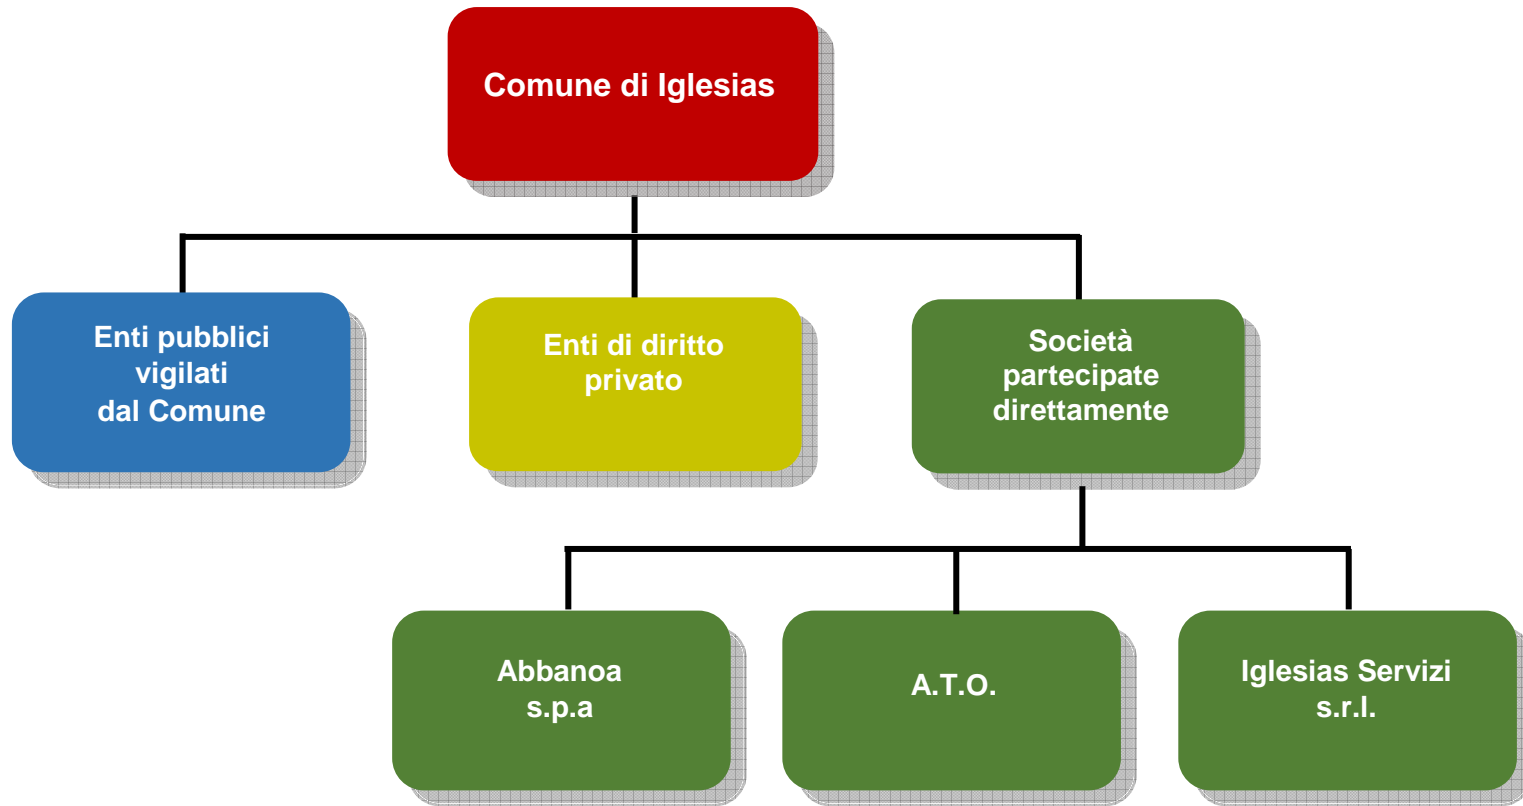 Comune di Iglesias
Enti pubblici
vigilati
dal Comune
Enti di diritto
privato
Società
partecipate
direttamente
Abbanoa
s.p.a
A.T.O.
Iglesias Servizi
s.r.l.